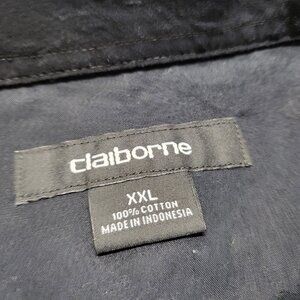 claiborne
XXL
100% COTTON
MADE IN INDONESIA